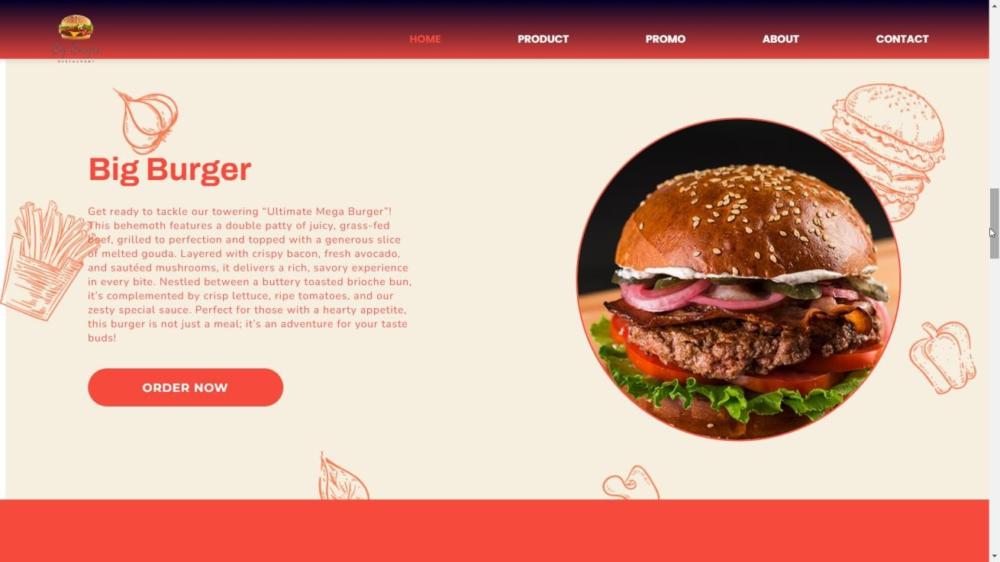 HOME PRODUCT PROMO ABOUT CONTACT
Big Burger
RESTAURANT
Big Burger
Get ready to tackle our towering “Ultimate Mega Burger”!
This behemoth features a double patty of juicy, grass-fed
beef, grilled to perfection and topped with a generous slice
of melted gouda. Layered with crispy bacon, fresh avocado,
and sautéed mushrooms, it delivers a rich, savory experience
in every bite. Nestled between a buttery toasted brioche bun,
it’s complemented by crisp lettuce, ripe tomatoes, and our
zesty special sauce. Perfect for those with a hearty appetite,
this burger is not just a meal; it’s an adventure for your taste
buds!
ORDER NOW